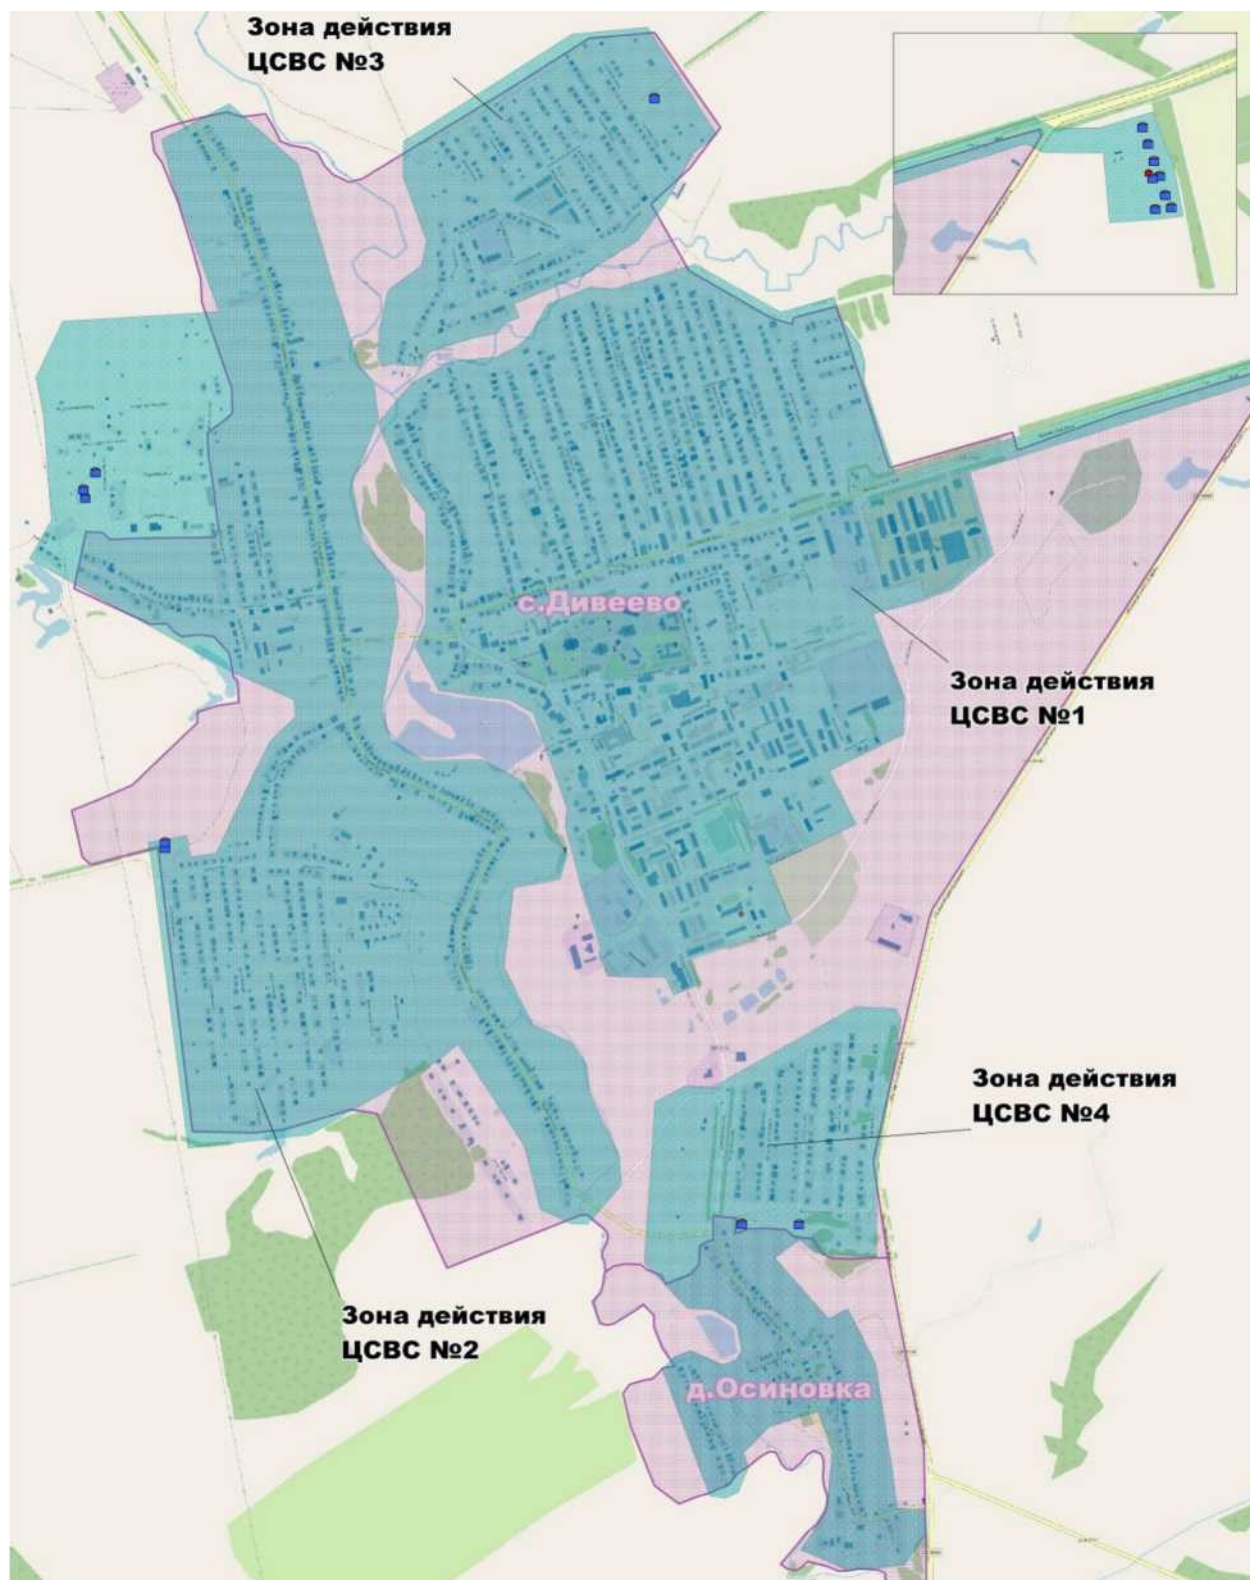 Зона действия
ЦСВС №3
с.Дивеево
Зона действия
ЦСВС №1
Зона действия
ЦСВС №4
Зона действия
ЦСВС №2
д.Осиновка